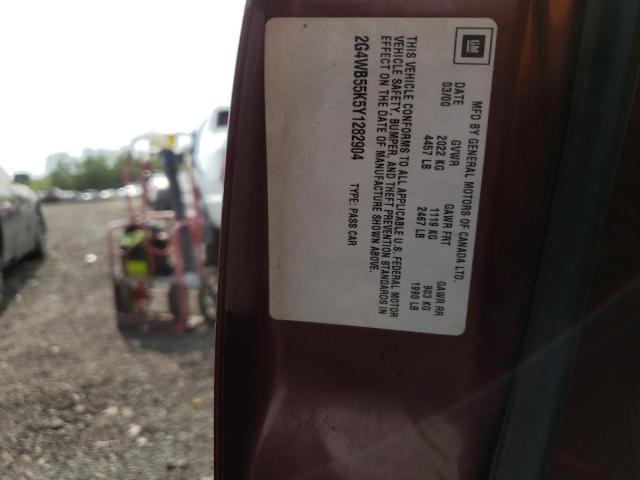 GM
MFD BY GENERAL MOTORS OF CANADA LTD.
DATE GVWR GAWR FRT GAWR RR
03/00 2022 KG 1119 KG 903 KG
4457 LB 2467 LB 1990 LB
THIS VEHICLE CONFORMS TO ALL APPLICABLE U.S. FEDERAL MOTOR
VEHICLE SAFETY, BUMPER, AND THEFT PREVENTION STANDARDS IN
EFFECT ON THE DATE OF MANUFACTURE SHOWN ABOVE.
2G4WB55K5Y1282904 TYPE: PASS CAR